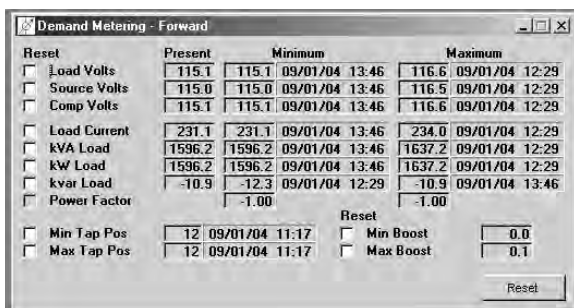 Demand Metering - Forward
Reset Present Minimum Maximum
Load Volts 115.1 115.1 09/01/04 13:46 116.6 09/01/04 12:29
Source Volts 115.0 115.0 09/01/04 13:46 116.5 09/01/04 12:29
Comp Volts 115.1 115.1 09/01/04 13:46 116.6 09/01/04 12:29
Load Current 231.1 231.1 09/01/04 13:46 234.0 09/01/04 12:29
kVA Load 1596.2 1596.2 09/01/04 13:46 1637.2 09/01/04 12:29
kW Load 1596.2 1596.2 09/01/04 13:46 1637.2 09/01/04 12:29
kvar Load -10.9 -12.3 09/01/04 12:29 -10.9 09/01/04 13:46
Power Factor -1.00 -1.00
Reset
Min Tap Pos 12 09/01/04 11:17 Min Boost 0.0
Max Tap Pos 12 09/01/04 11:17 Max Boost 0.1
Reset